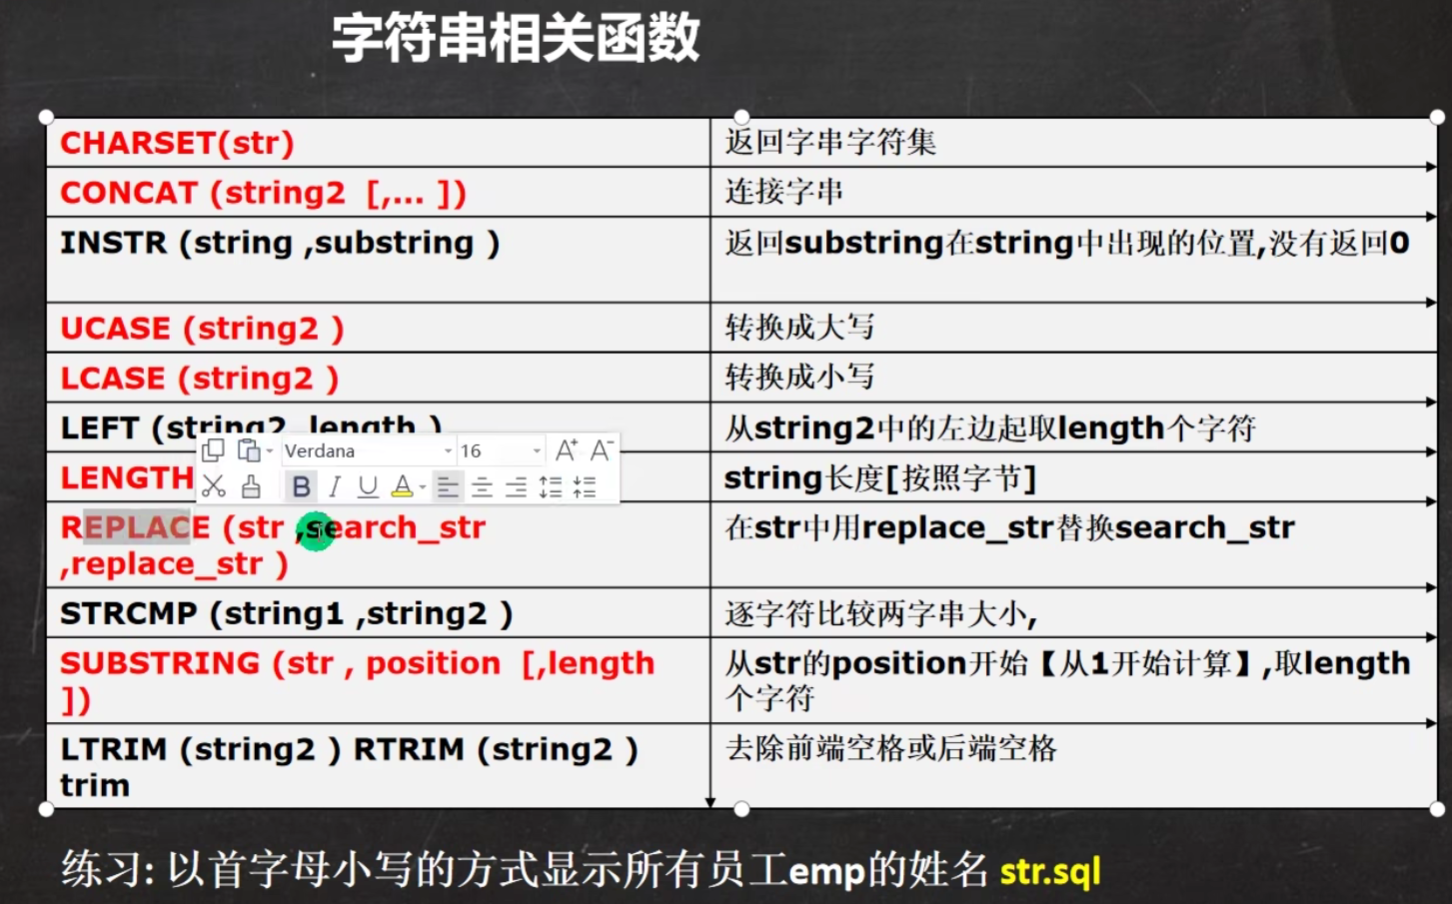 字符串相关函数
CHARSET(str)
返回字串字符集
CONCAT (string2 [,... ])
连接字串
INSTR (string ,substring )
返回substring在string中出现的位置,没有返回0
UCASE (string2 )
转换成大写
LCASE (string2 )
转换成小写
LEFT (string2 ,length )
从string2中的左边起取length个字符
Verdana
16
LENGTH
string长度[按照字节]
B I U A
REPLACE (str ,search_str
,replace_str )
在str中用replace_str替换search_str
STRCMP (string1 ,string2 )
逐字符比较两字串大小,
SUBSTRING (str , position [,length
])
从str的position开始【从1开始计算】,取length
个字符
LTRIM (string2 ) RTRIM (string2 )
trim
去除前端空格或后端空格
练习: 以首字母小写的方式显示所有员工emp的姓名 str.sql